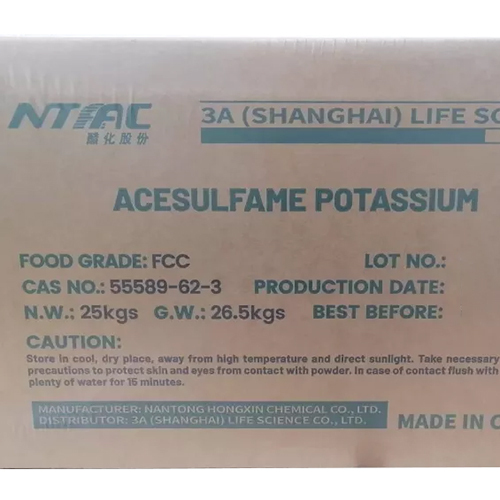 NTAAC
醋化股份
3A (SHANGHAI) LIFE SC
ACESULFAME POTASSIUM
FOOD GRADE: FCC LOT NO.:
CAS NO.: 55589-62-3 PRODUCTION DATE:
N.W.: 25kgs G.W.: 26.5kgs BEST BEFORE:
CAUTION:
Store in cool, dry place, away from high temperature and direct sunlight. Take necessary
precautions to protect skin and eyes from contact with powder. In case of contact flush with
plenty of water for 15 minutes.
MANUFACTURER: NANTONG HONGXIN CHEMICAL CO., LTD.
DISTRIBUTOR: 3A (SHANGHAI) LIFE SCIENCE CO., LTD.
MADE IN C